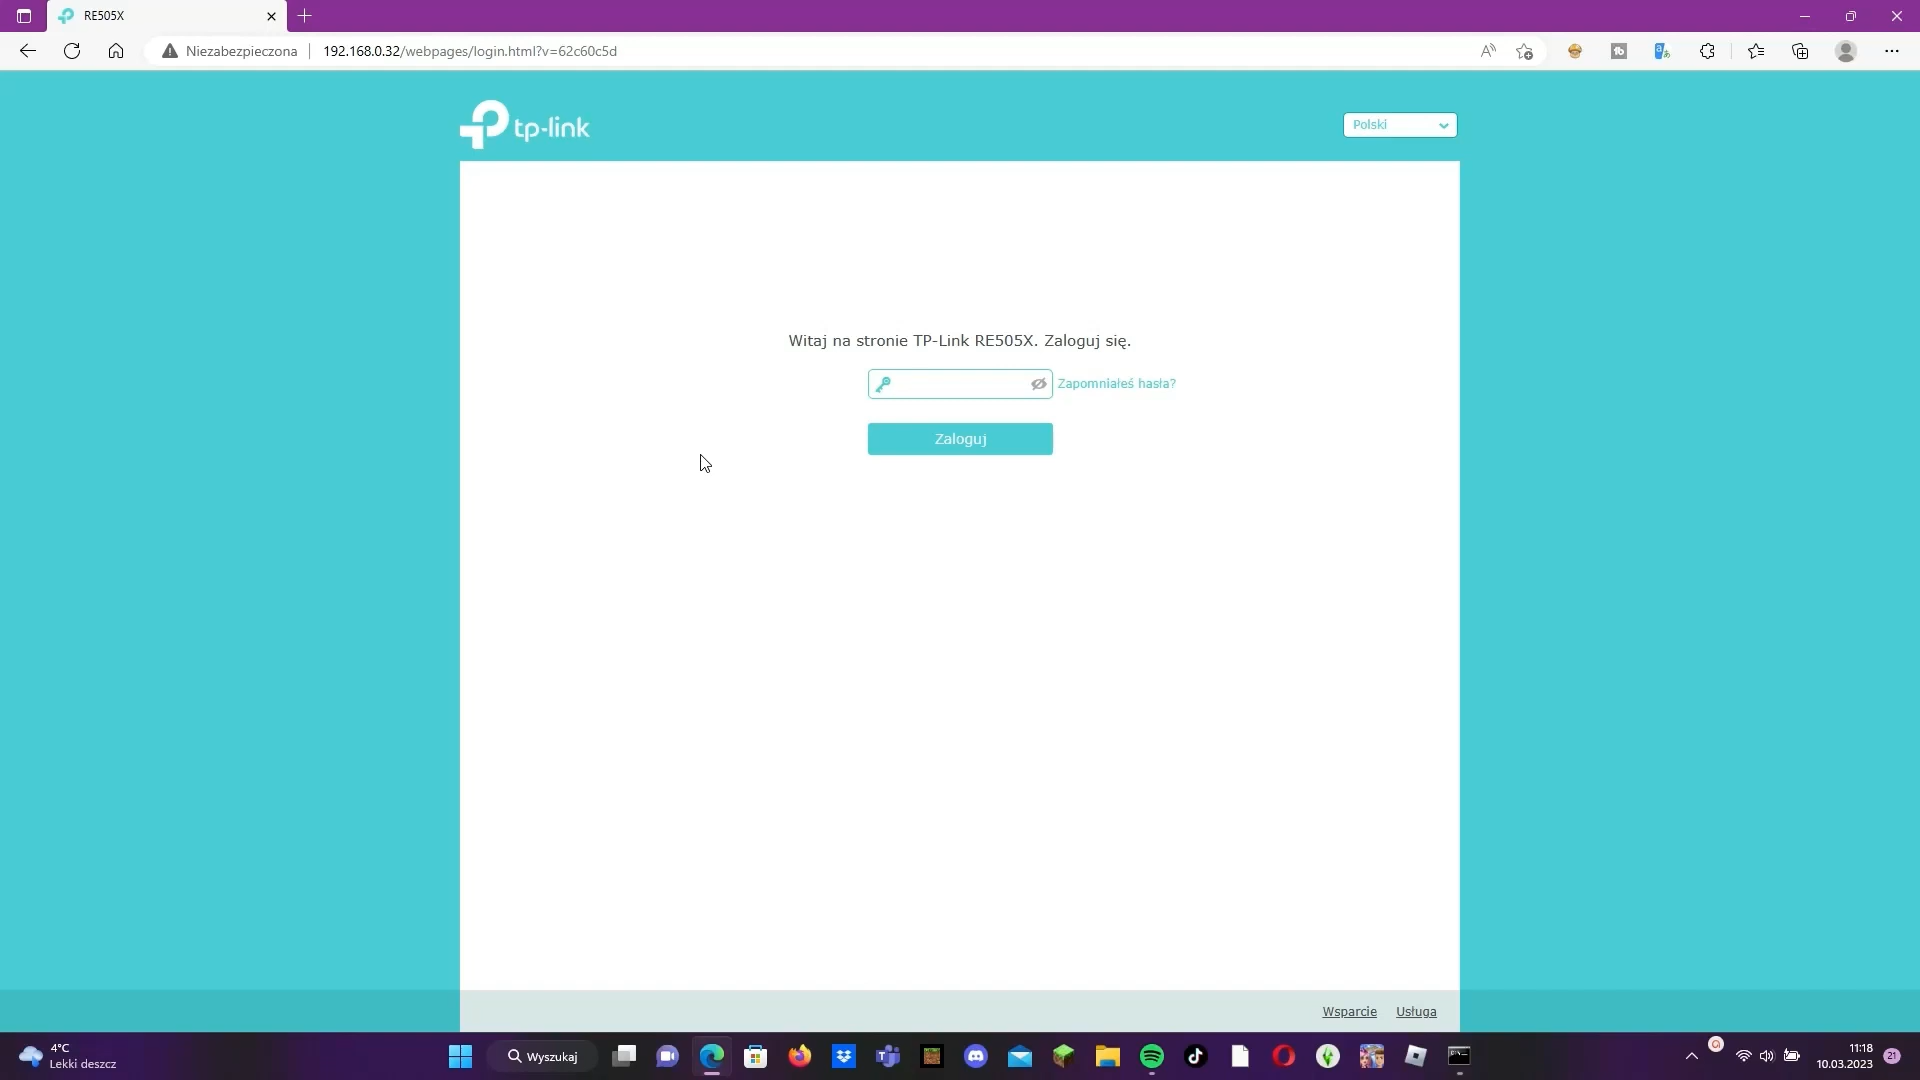 RE505X
Niezabezpieczona
192.168.0.32/webpages/login.html?v=62c60c5d
tp-link
Polski
Witaj na stronie TP-Link RE505X. Zaloguj się.
Zapomniałeś hasła?
Zaloguj
Wsparcie Usługa
4°C
Lekki deszcz
Wyszukaj
11:18
10.03.2023
21